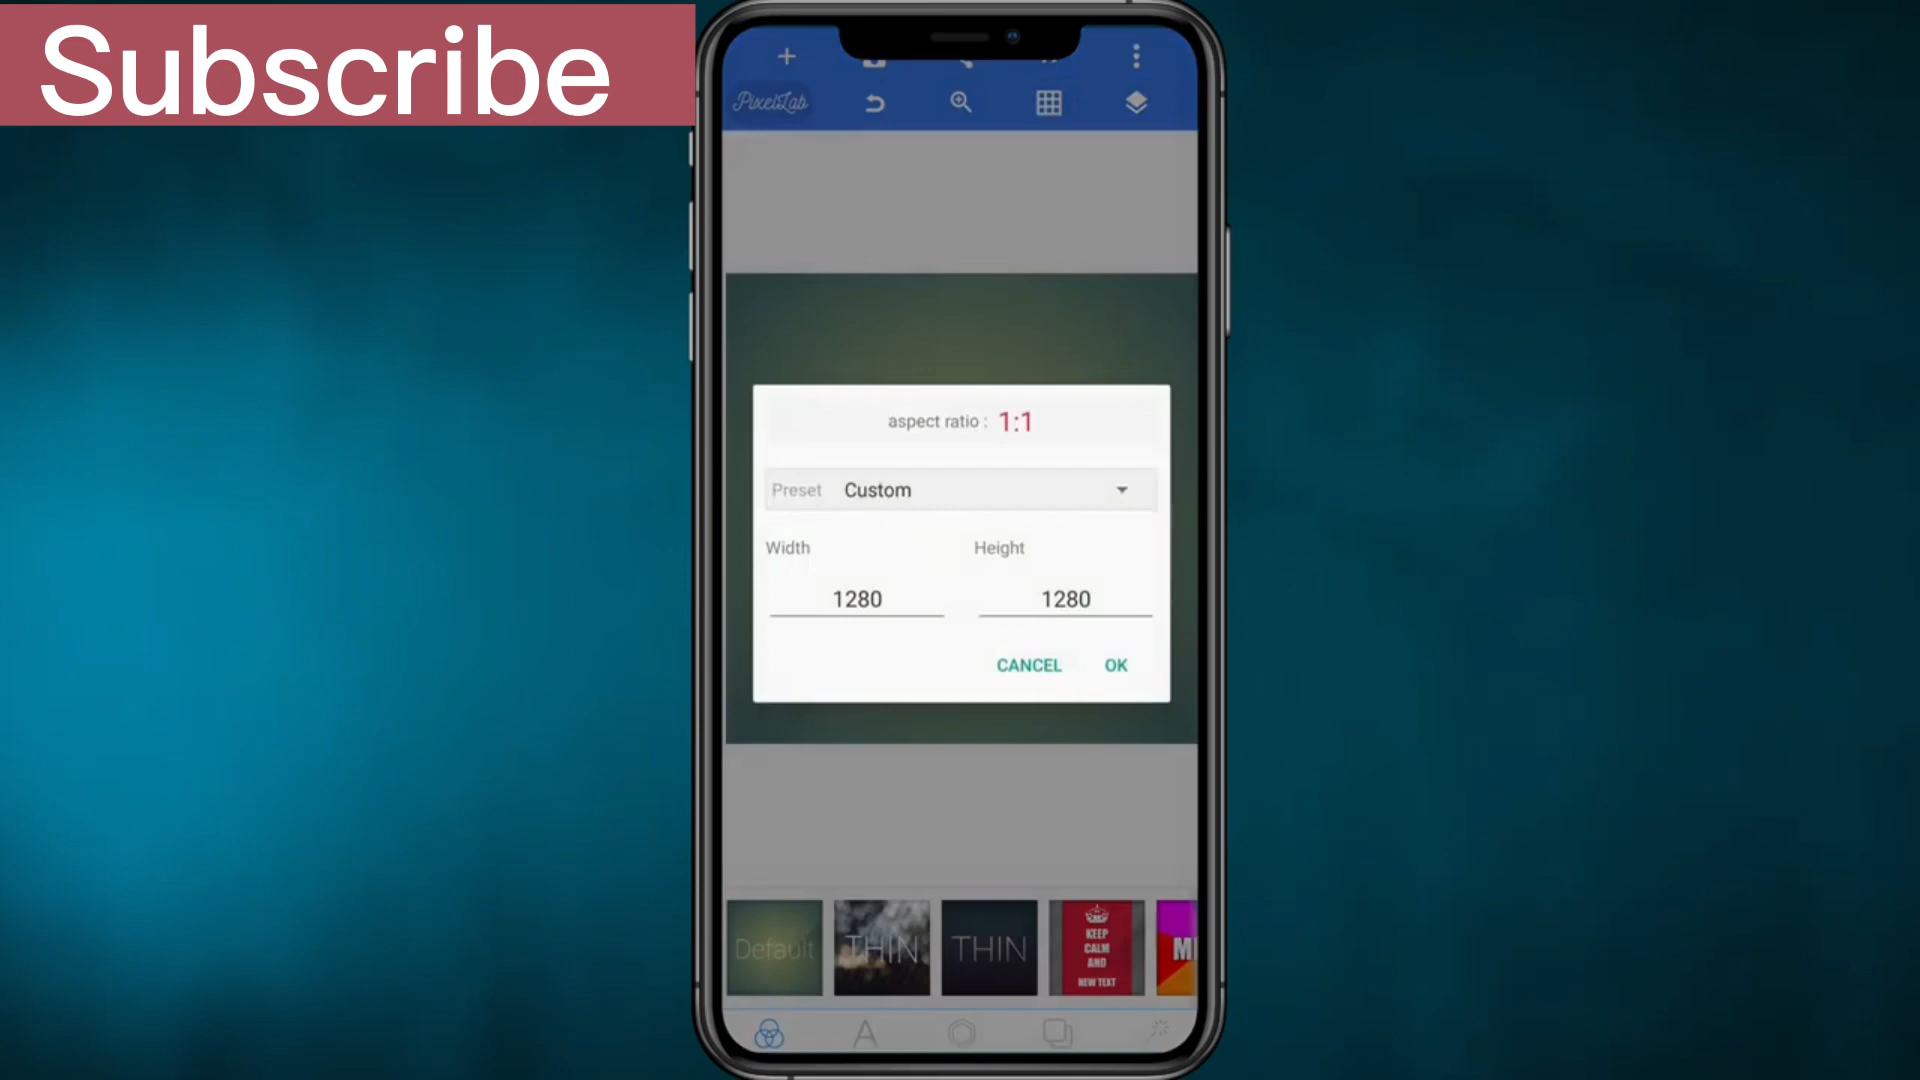 Subscribe
PixelLab
aspect ratio : 1:1
Preset Custom
Width Height
1280 1280
CANCEL OK
Default
THIN
THIN
KEEP
CALM
AND
NEW TEXT